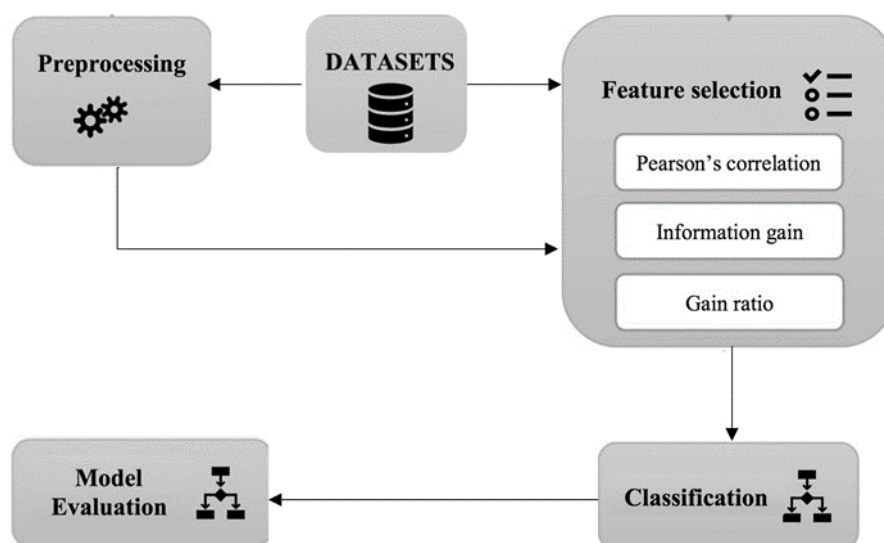 Preprocessing
DATASETS
Feature selection
Pearson's correlation
Information gain
Gain ratio
Model
Evaluation
Classification